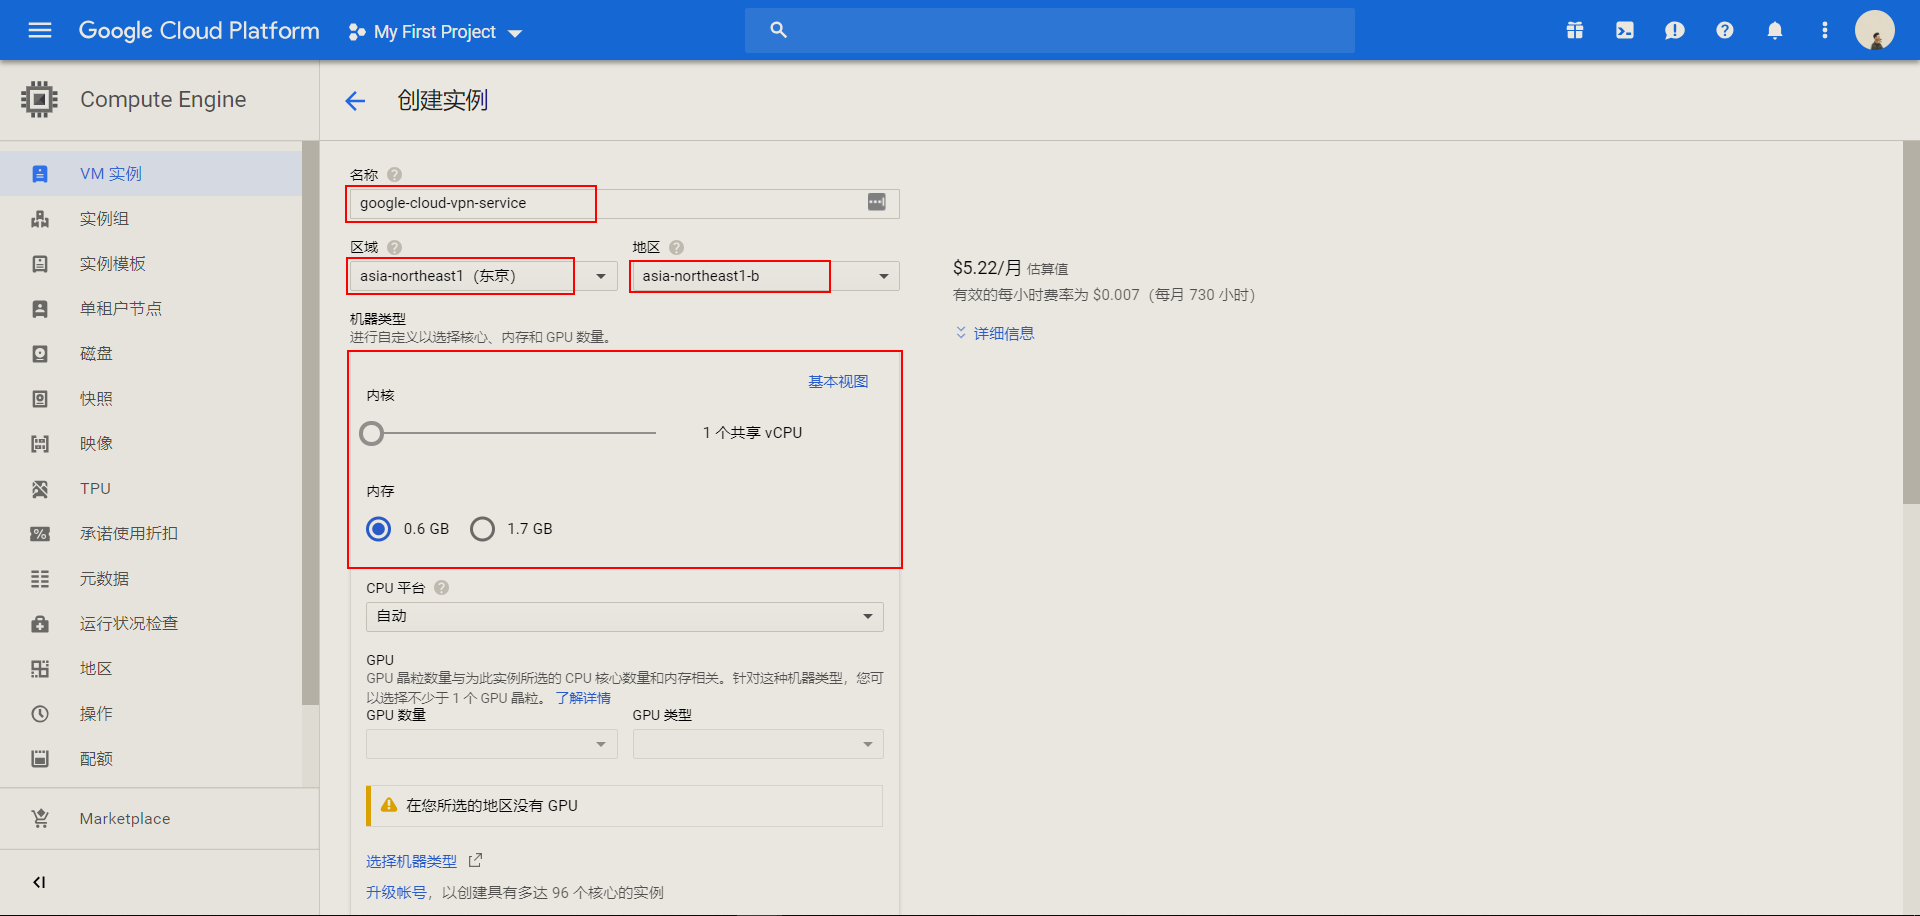 Google Cloud Platform
My First Project
Compute Engine
创建实例
VM 实例
实例组
实例模板
单租户节点
磁盘
快照
映像
TPU
承诺使用折扣
元数据
运行状况检查
地区
操作
配额
Marketplace
名称
google-cloud-vpn-service
区域
地区
asia-northeast1（东京）
asia-northeast1-b
机器类型
进行自定义以选择核心、内存和 GPU 数量。
基本视图
内核
1 个共享 vCPU
内存
0.6 GB
1.7 GB
CPU 平台
自动
GPU
GPU 晶粒数量与为此实例所选的 CPU 核心数量和内存相关。针对这种机器类型，您可
以选择不少于 1 个 GPU 晶粒。 了解详情
GPU 数量
GPU 类型
在您所选的地区没有 GPU
选择机器类型
升级帐号，以创建具有多达 96 个核心的实例
$5.22/月 估算值
有效的每小时费率为 $0.007（每月 730 小时）
详细信息